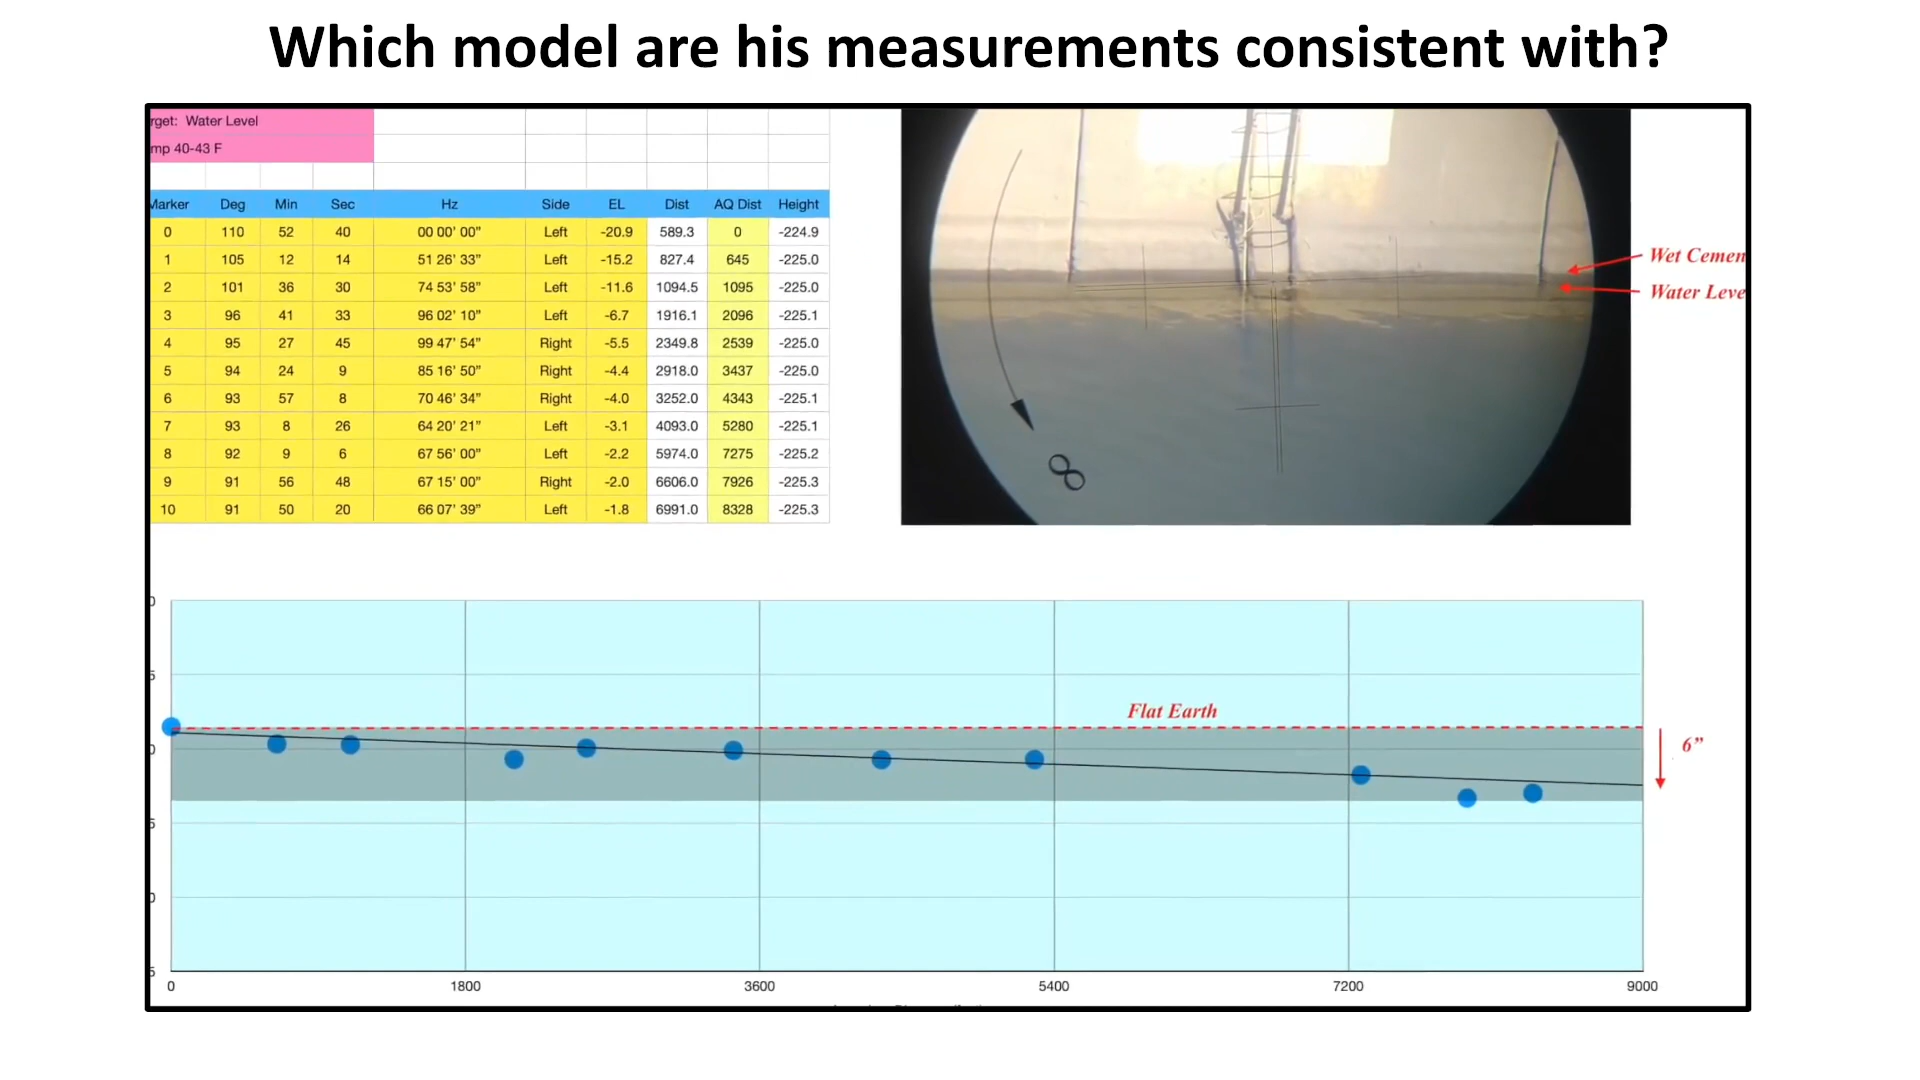 Which model are his measurements consistent with?
rget: Water Level
mp 40-43 F
Marker Deg Min Sec Hz Side EL Dist AQ Dist Height
0 110 52 40 00 00' 00" Left -20.9 589.3 0 -224.9
1 105 12 14 51 26' 33" Left -15.2 827.4 645 -225.0
2 101 36 30 74 53' 58" Left -11.6 1094.5 1095 -225.0
3 96 41 33 96 02' 10" Left -6.7 1916.1 2096 -225.1
4 95 27 45 99 47' 54" Right -5.5 2349.8 2539 -225.0
5 94 24 9 85 16' 50" Right -4.4 2918.0 3437 -225.0
6 93 57 8 70 46' 34" Right -4.0 3252.0 4343 -225.1
7 93 8 26 64 20' 21" Left -3.1 4093.0 5280 -225.1
8 92 9 6 67 56' 00" Left -2.2 5974.0 7275 -225.2
9 91 56 48 67 15' 00" Right -2.0 6606.0 7926 -225.3
10 91 50 20 66 07' 39" Left -1.8 6991.0 8328 -225.3
Wet Cemen
Water Leve
∞
Flat Earth
6"
0 1800 3600 5400 7200 9000